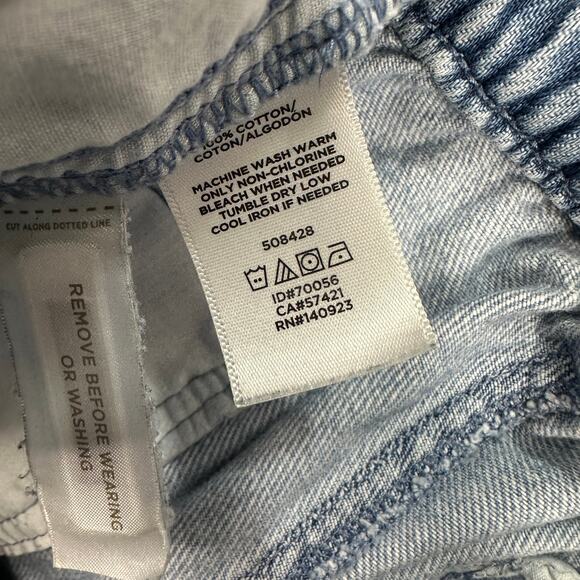 100% COTTON/
COTON/ALGODÓN
MACHINE WASH WARM
ONLY NON-CHLORINE
BLEACH WHEN NEEDED
TUMBLE DRY LOW
COOL IRON IF NEEDED
508428
ID#70056
CA#57421
RN#140923
CUT ALONG DOTTED LINE
REMOVE BEFORE WEARING
OR WASHING